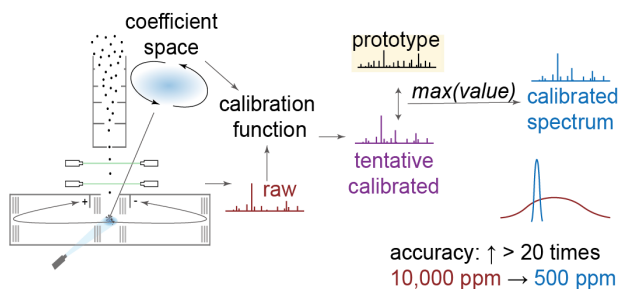 coefficient
space
prototype
calibration
function
max(value)
calibrated
spectrum
tentative
calibrated
raw
+
-
accuracy: ↑ > 20 times
10,000 ppm → 500 ppm